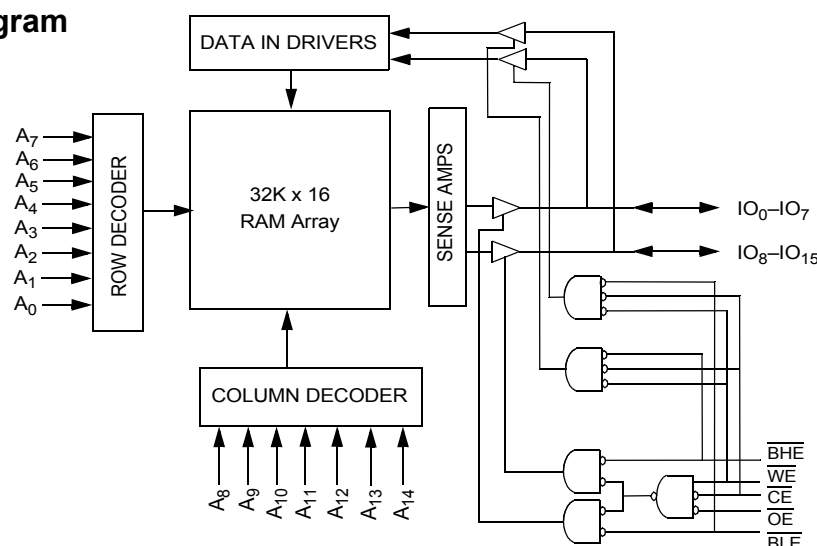 gram
DATA IN DRIVERS
A7
A6
A5
A4
A3
A2
A1
A0
ROW DECODER
32K x 16
RAM Array
SENSE AMPS
IO0–IO7
IO8–IO15
COLUMN DECODER
A8
A9
A10
A11
A12
A13
A14
BHE
WE
CE
OE
BLE